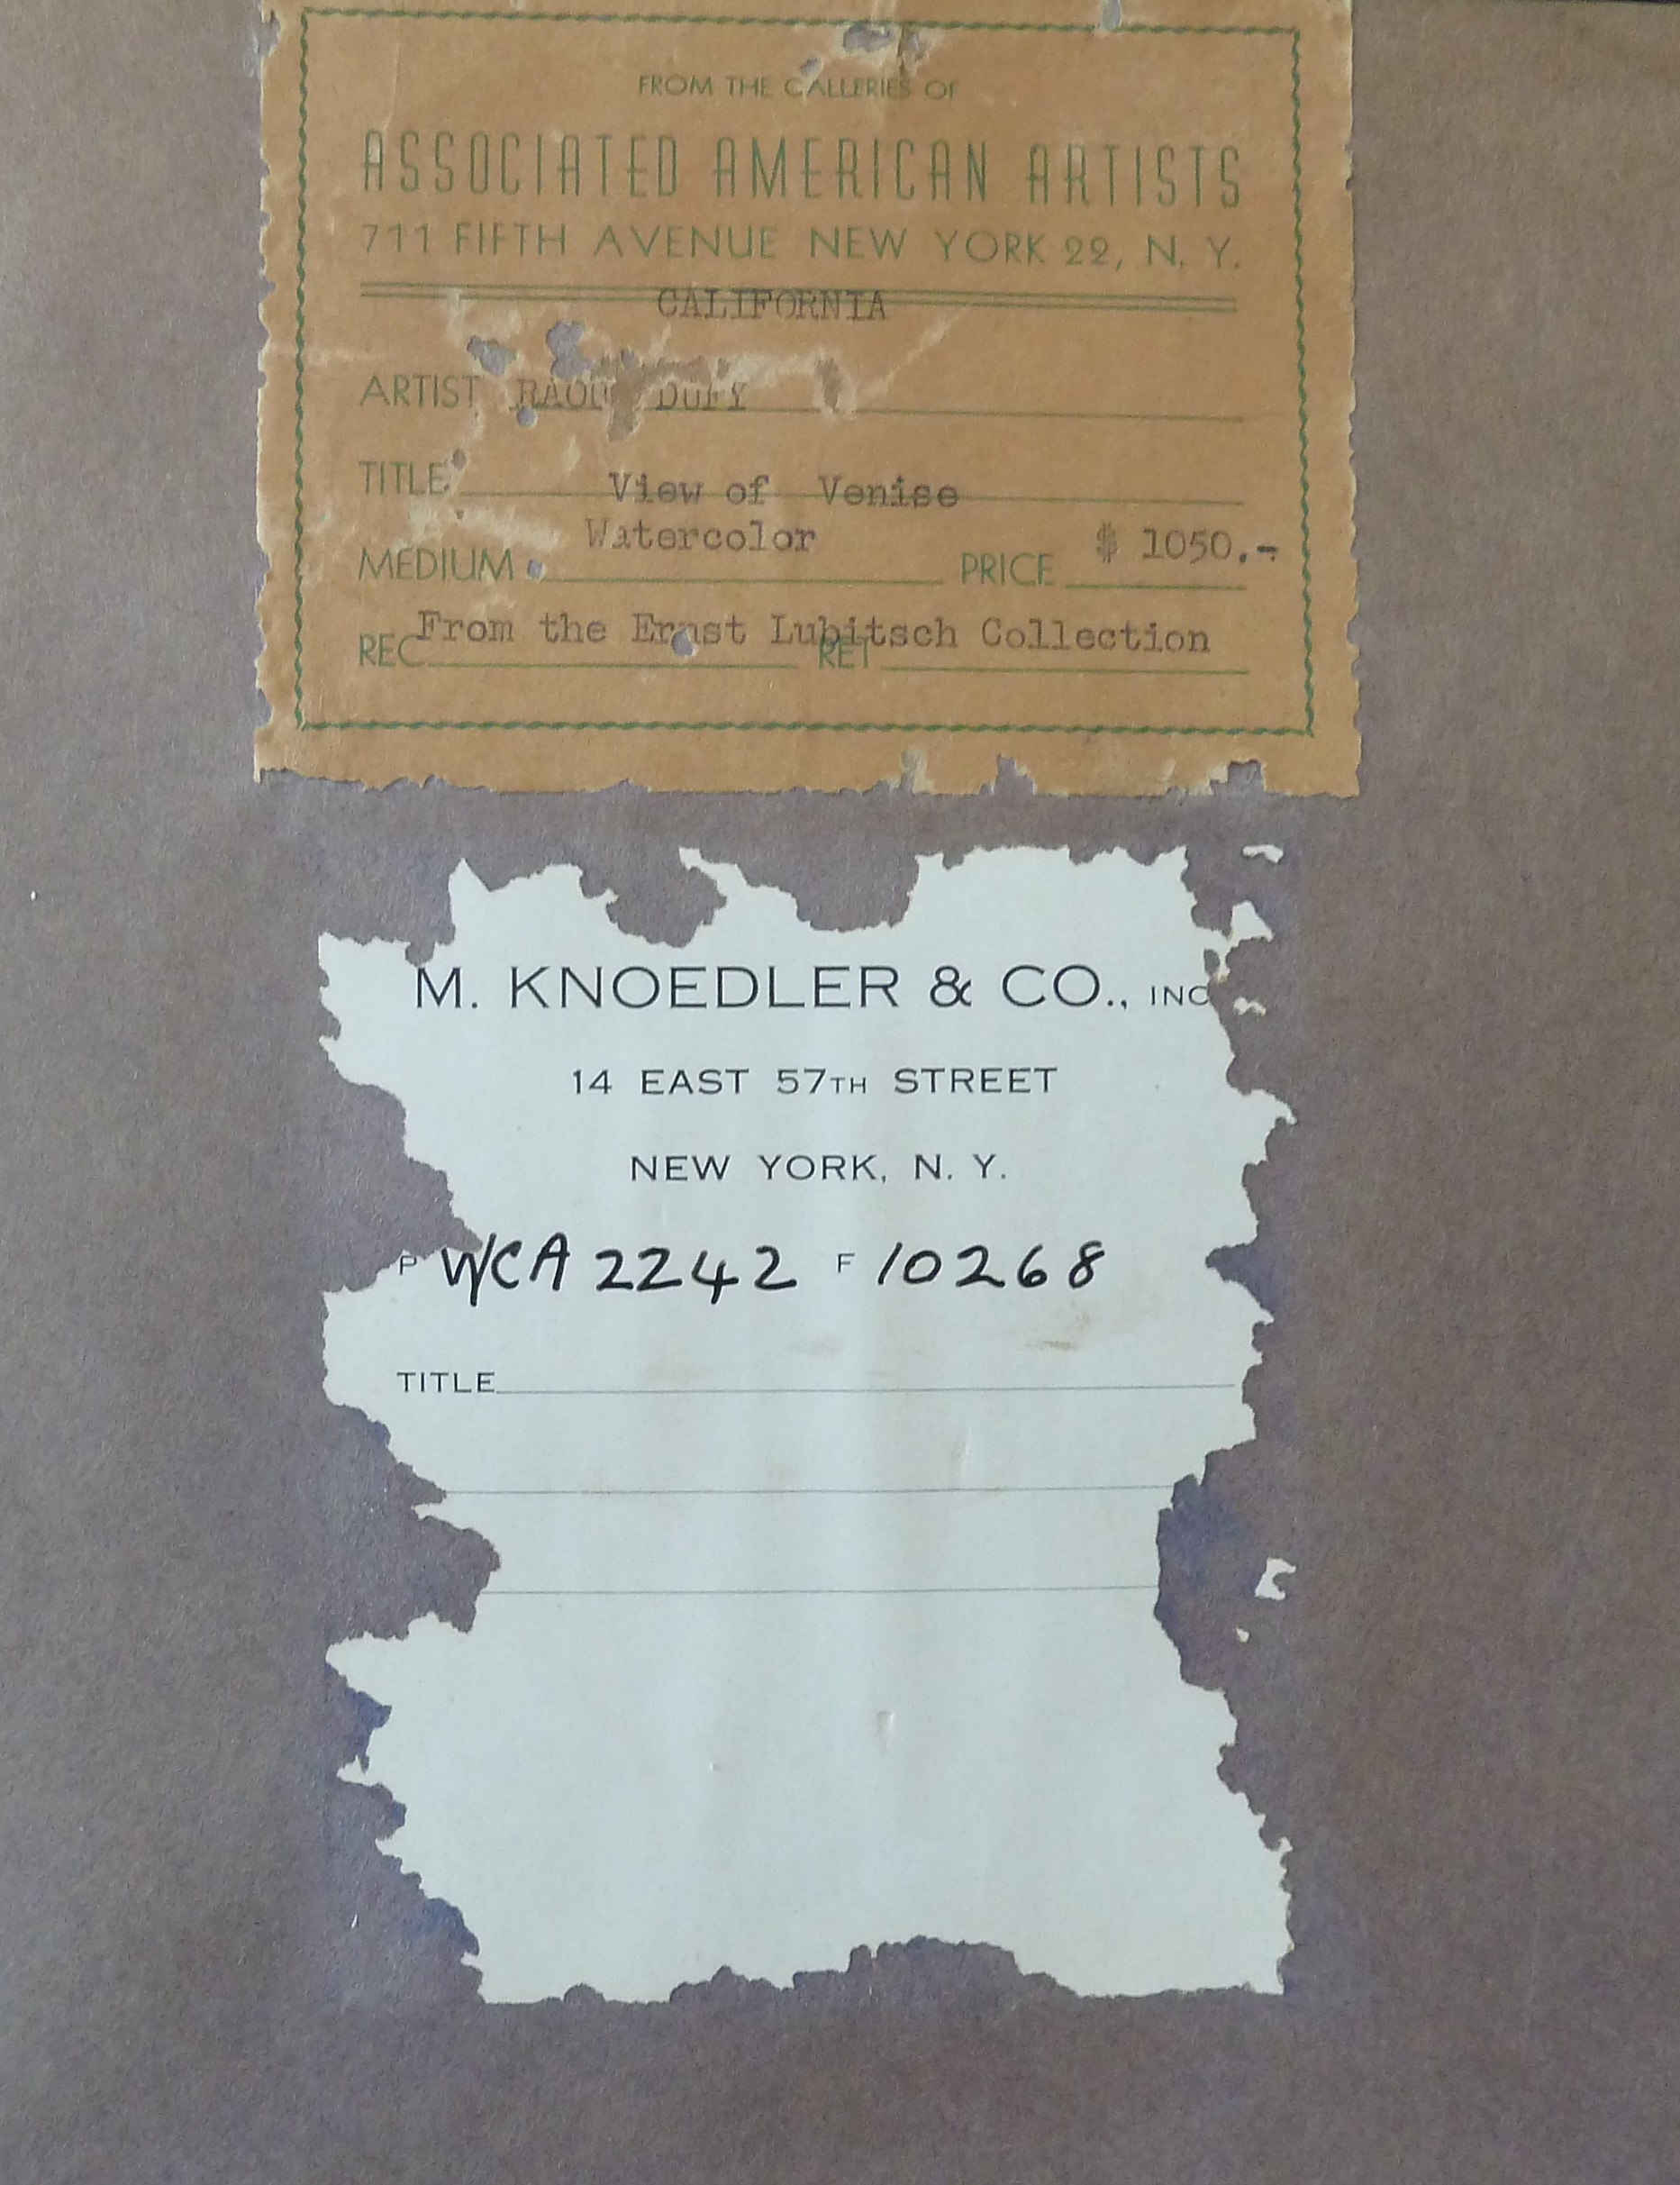 FROM THE GALLERIES OF
ASSOCIATED AMERICAN ARTISTS
711 FIFTH AVENUE NEW YORK 22, N. Y.
CALIFORNIA
ARTIST RAOUL DUFY
TITLE View of Venise
Watercolor
MEDIUM PRICE $ 1050.-
From the Ernst Lubitsch Collection
REC RET
M. KNOEDLER & CO., INC
14 EAST 57TH STREET
NEW YORK, N. Y.
P WCA 2242 F 10268
TITLE